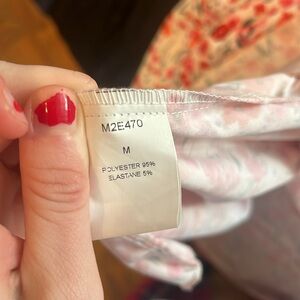 M2E470
M
POLYESTER 95%
ELASTANE 5%